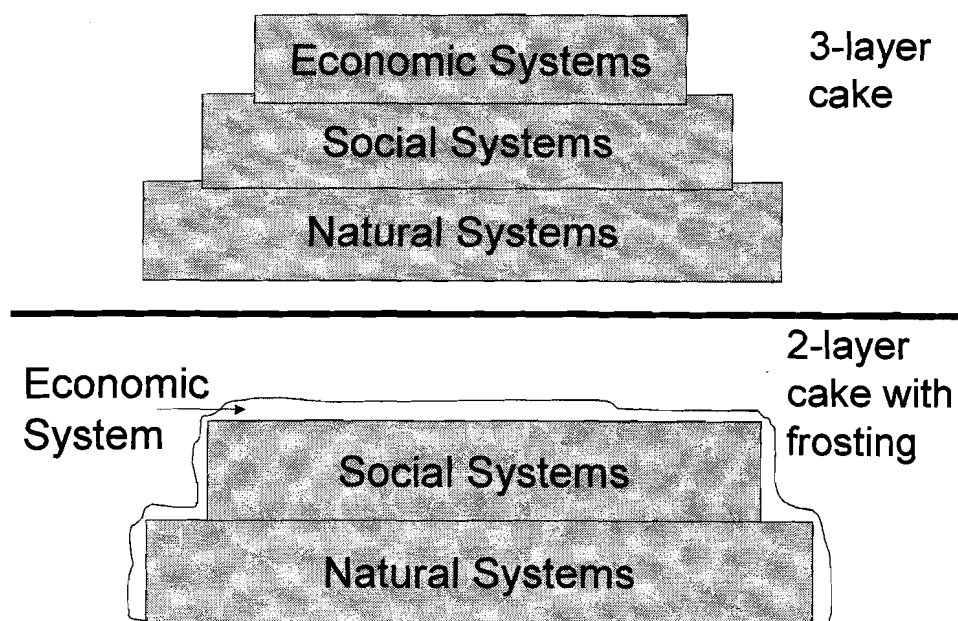 Economic Systems
3-layer
cake
Social Systems
Natural Systems
2-layer
cake with
frosting
Economic
System
Social Systems
Natural Systems